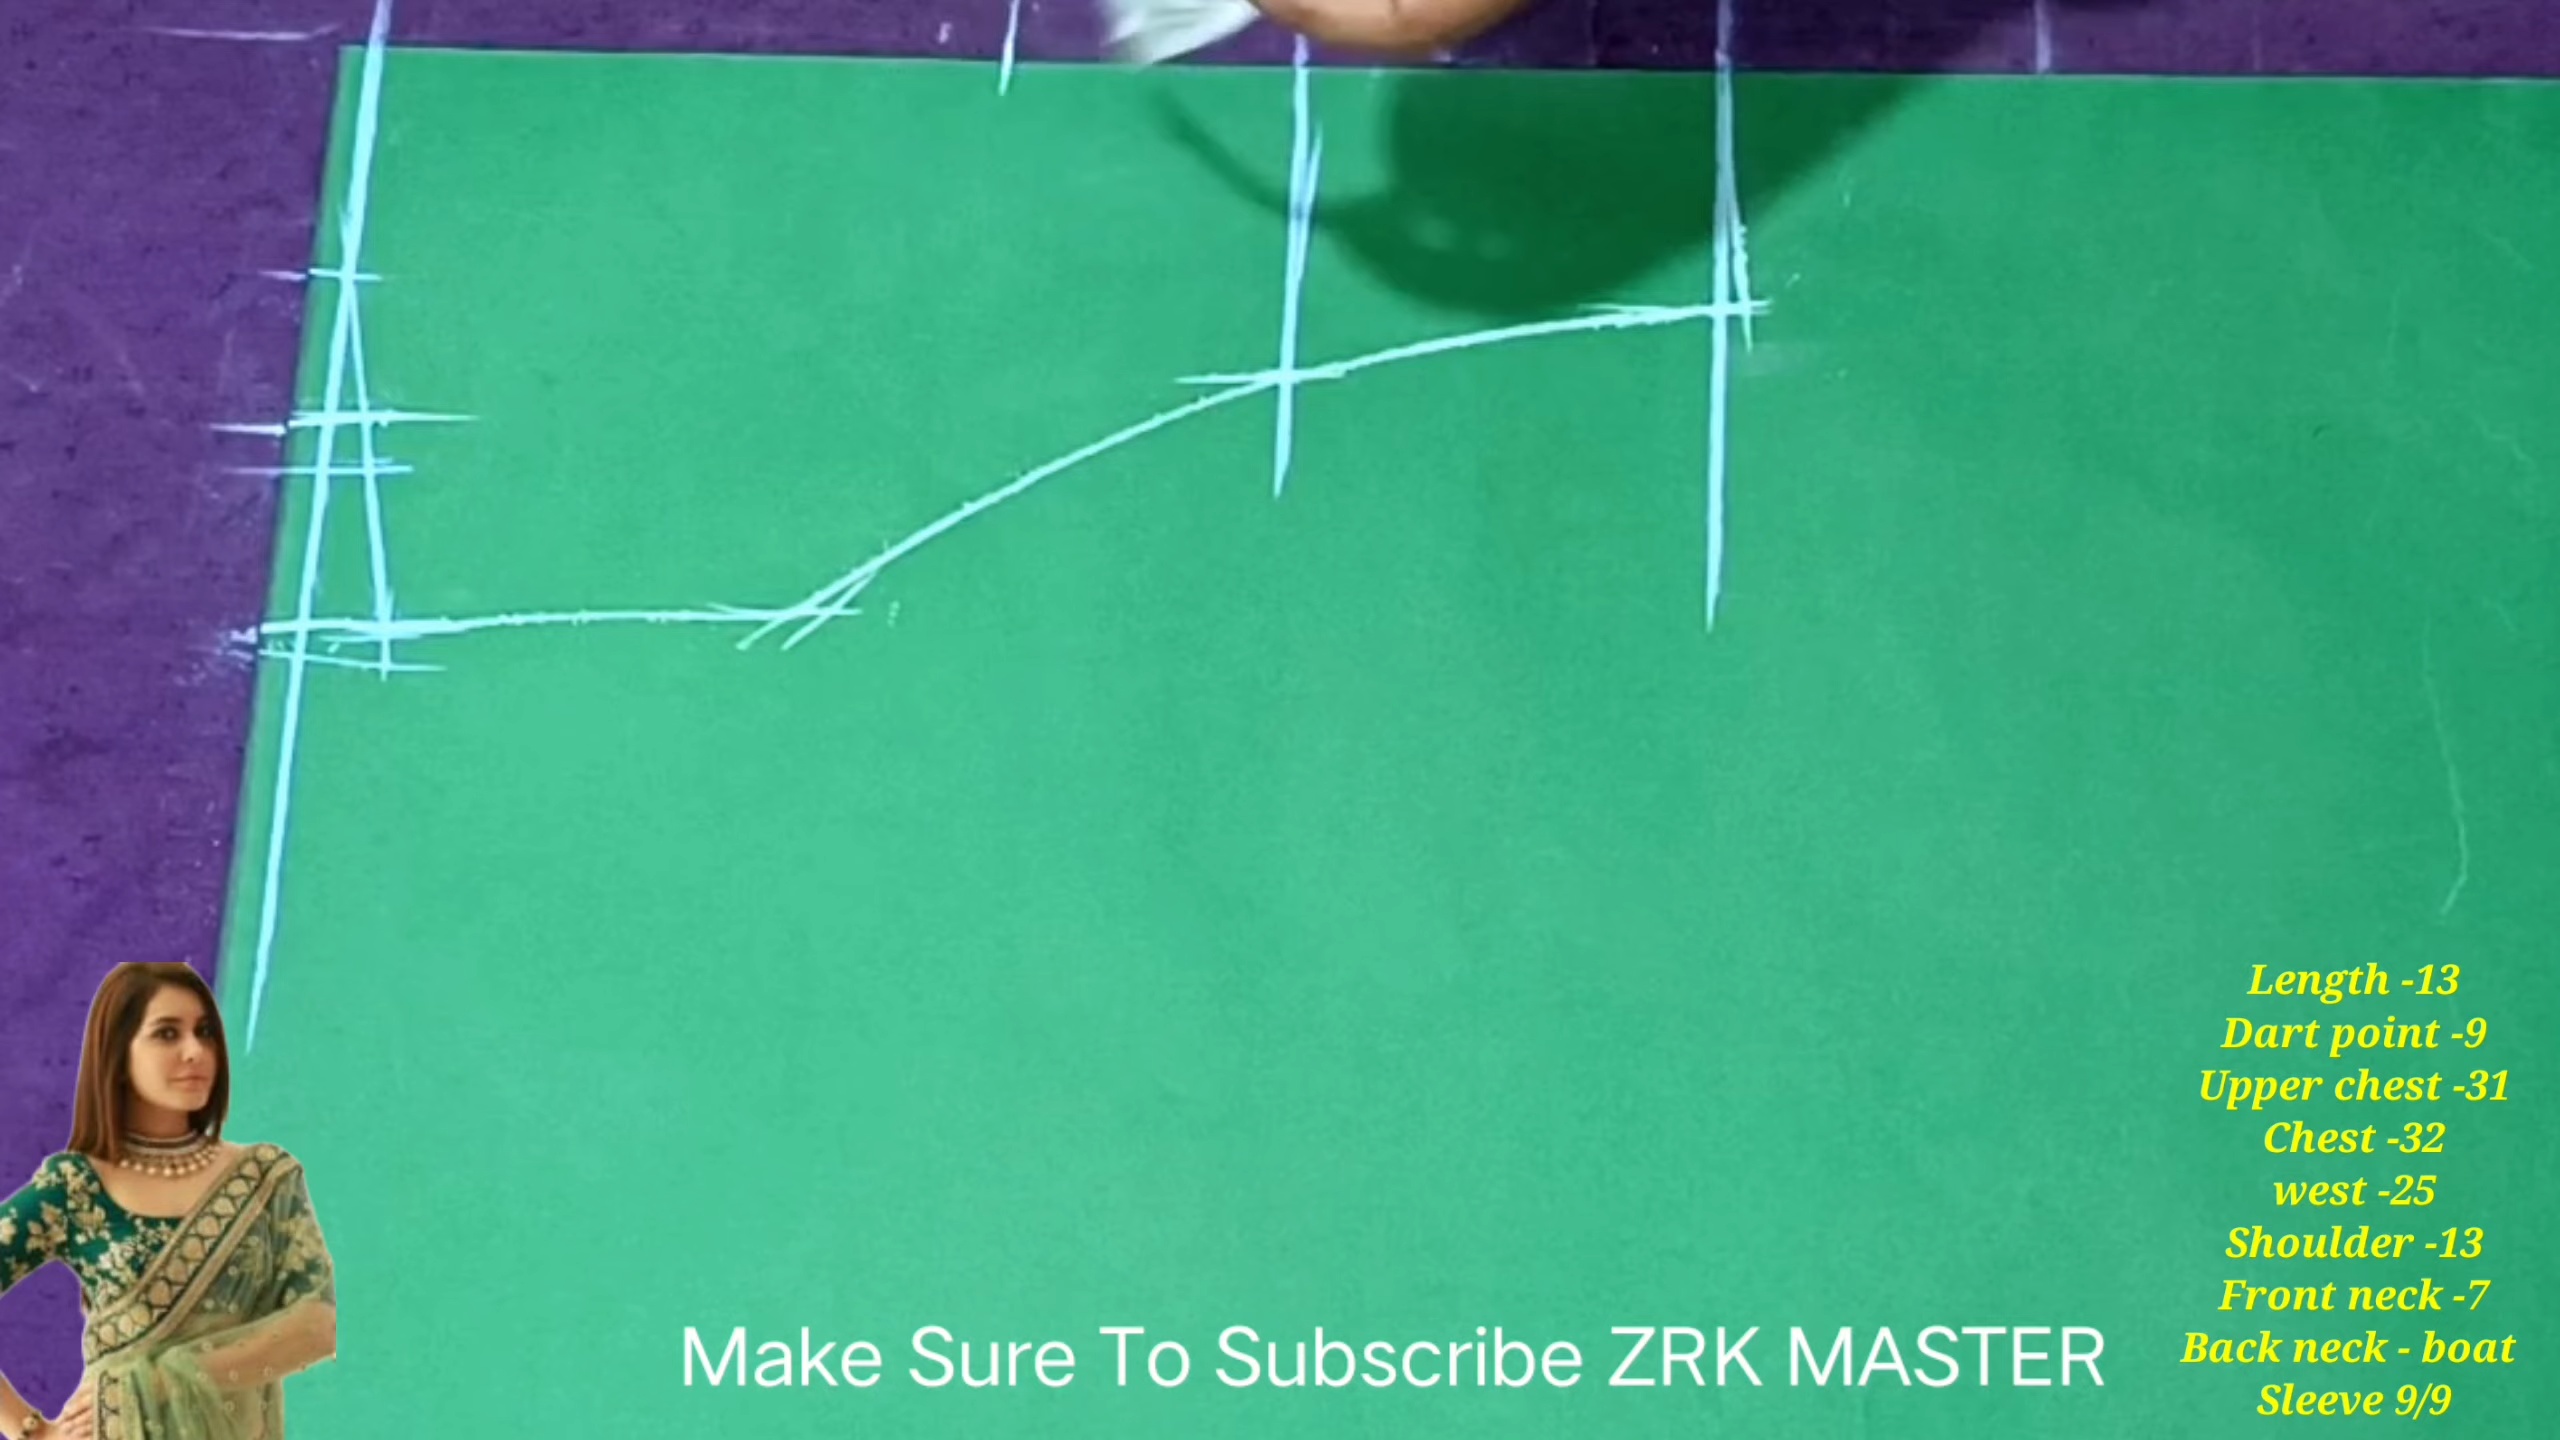 Length -13
Dart point -9
Upper chest -31
Chest -32
west -25
Shoulder -13
Front neck -7
Back neck - boat
Sleeve 9/9
Make Sure To Subscribe ZRK MASTER